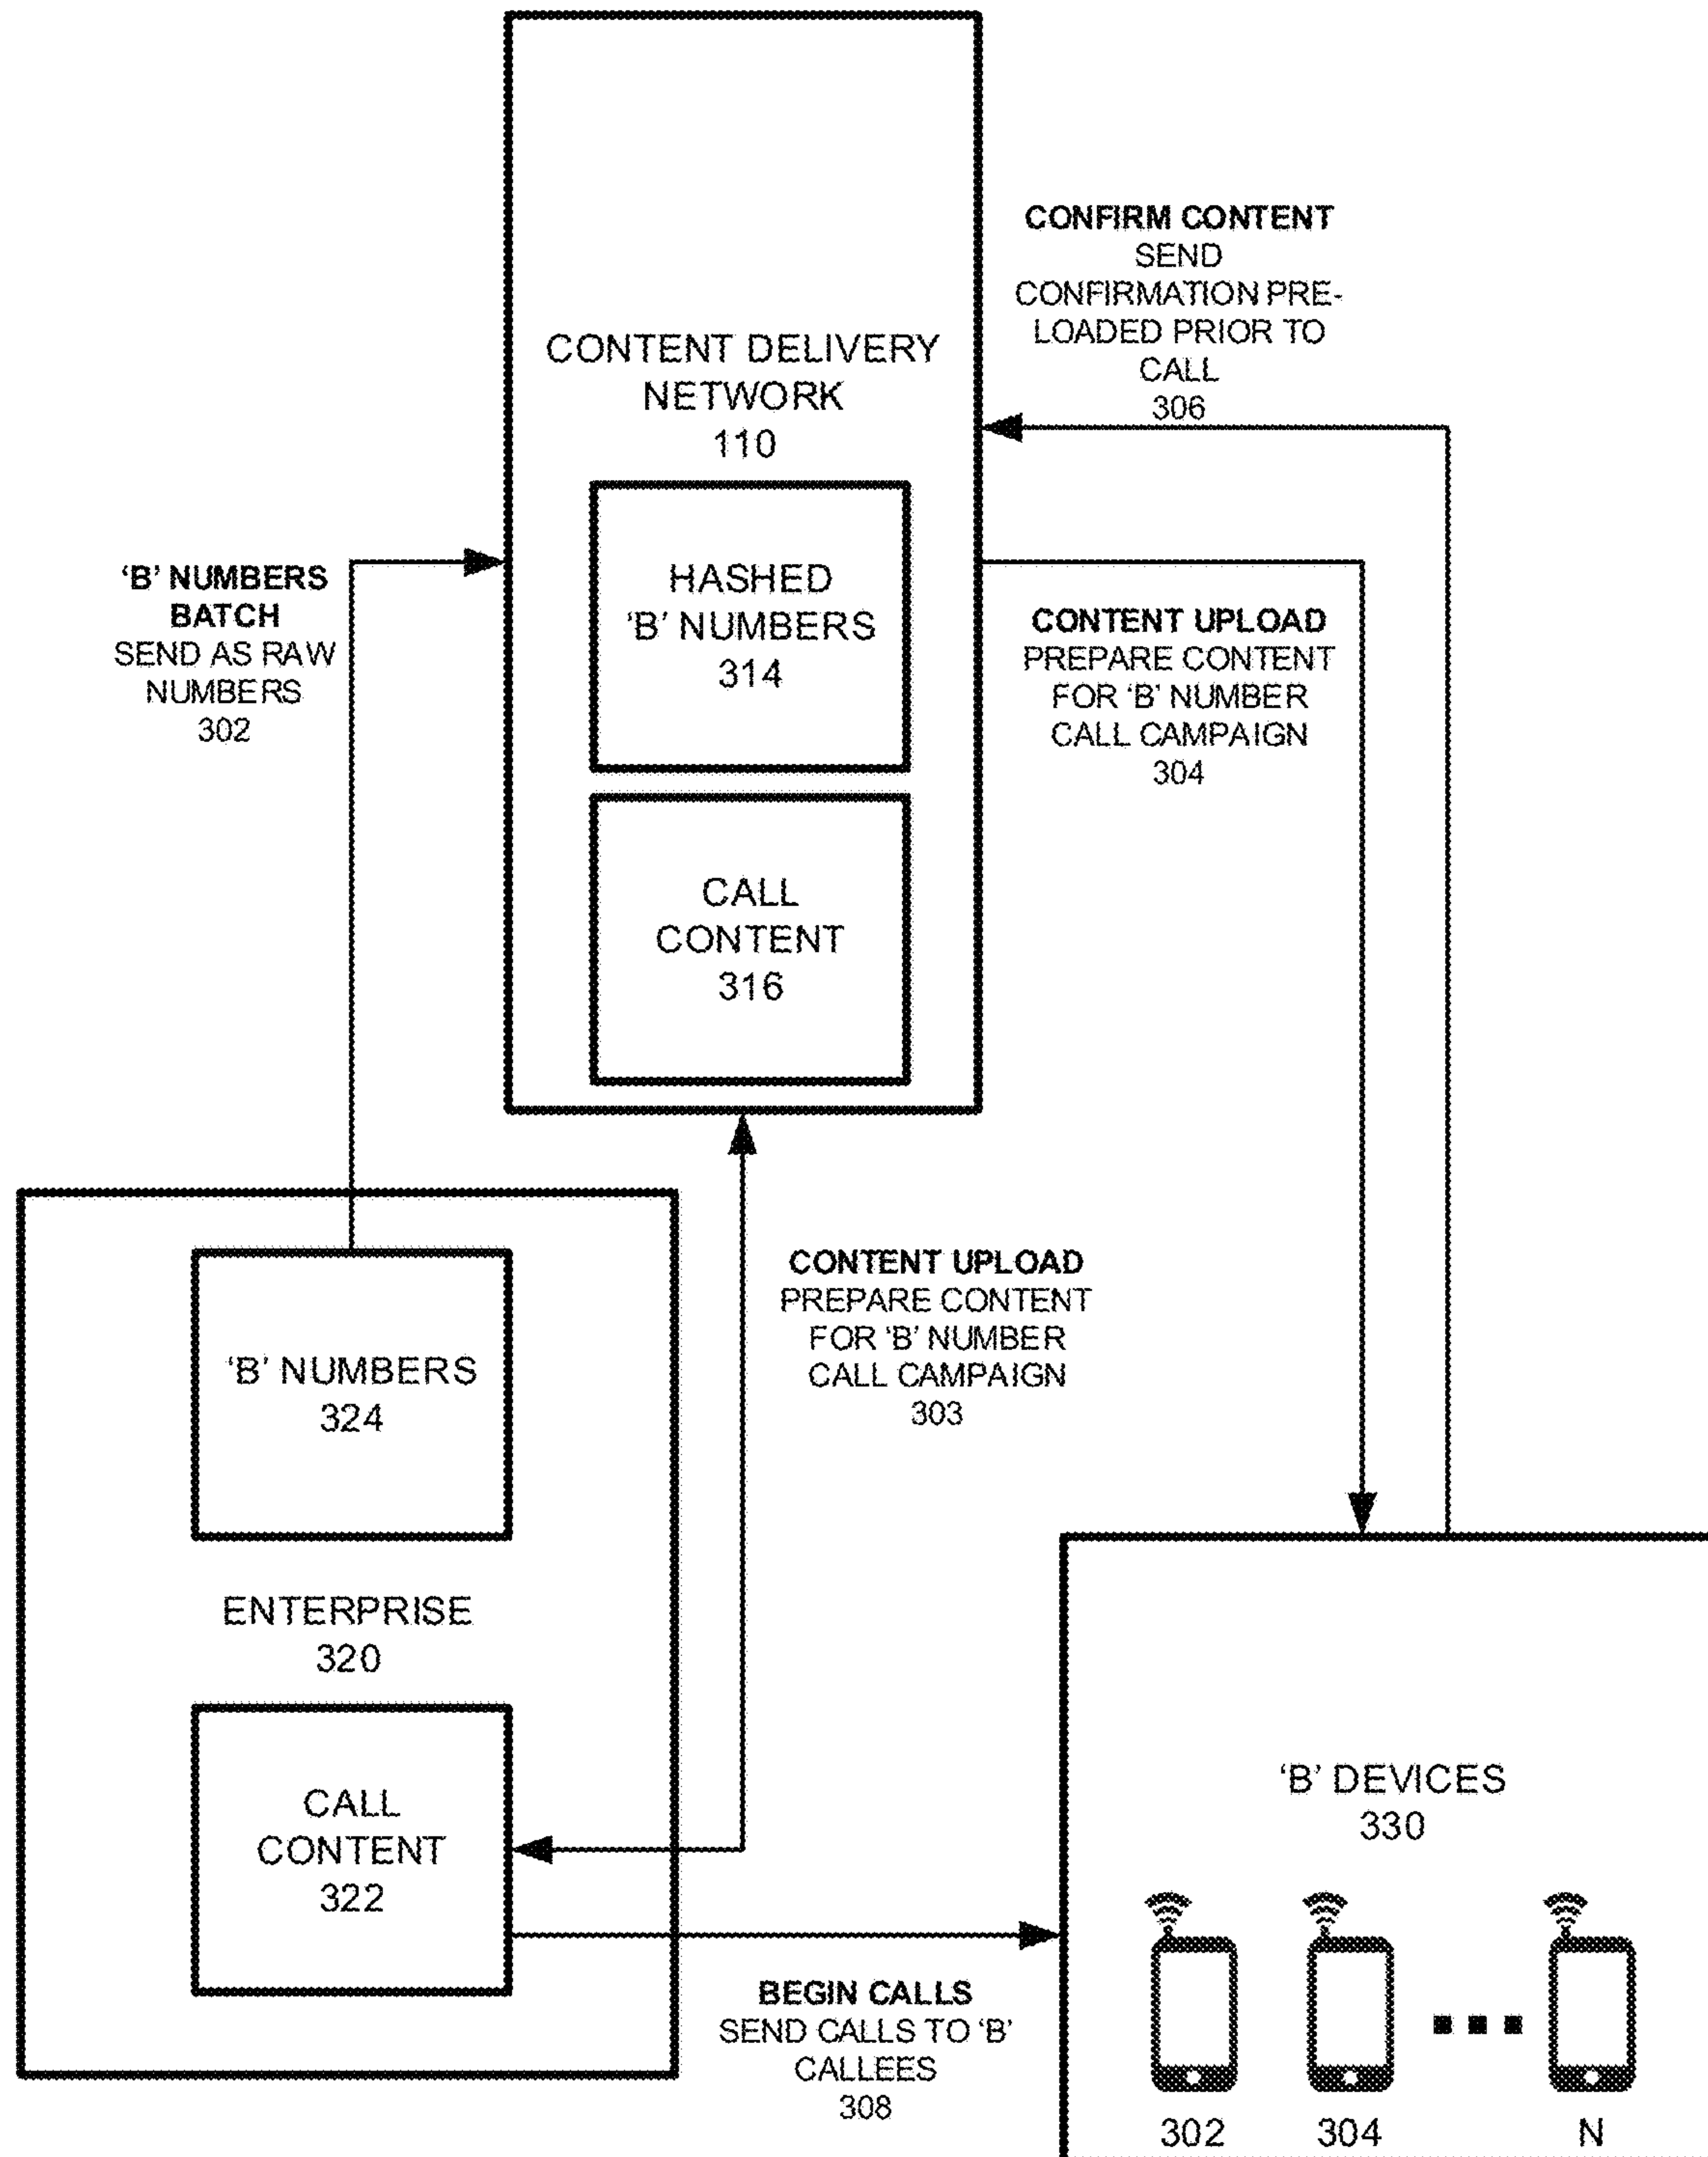 CONTENT DELIVERY
NETWORK
110
HASHED
'B' NUMBERS
314
CALL
CONTENT
316
CONFIRM CONTENT
SEND
CONFIRMATION PRE-
LOADED PRIOR TO
CALL
306
'B' NUMBERS
BATCH
SEND AS RAW
NUMBERS
302
CONTENT UPLOAD
PREPARE CONTENT
FOR 'B' NUMBER
CALL CAMPAIGN
304
'B' NUMBERS
324
ENTERPRISE
320
CALL
CONTENT
322
CONTENT UPLOAD
PREPARE CONTENT
FOR 'B' NUMBER
CALL CAMPAIGN
303
BEGIN CALLS
SEND CALLS TO 'B'
CALLEES
308
'B' DEVICES
330
302 304 N